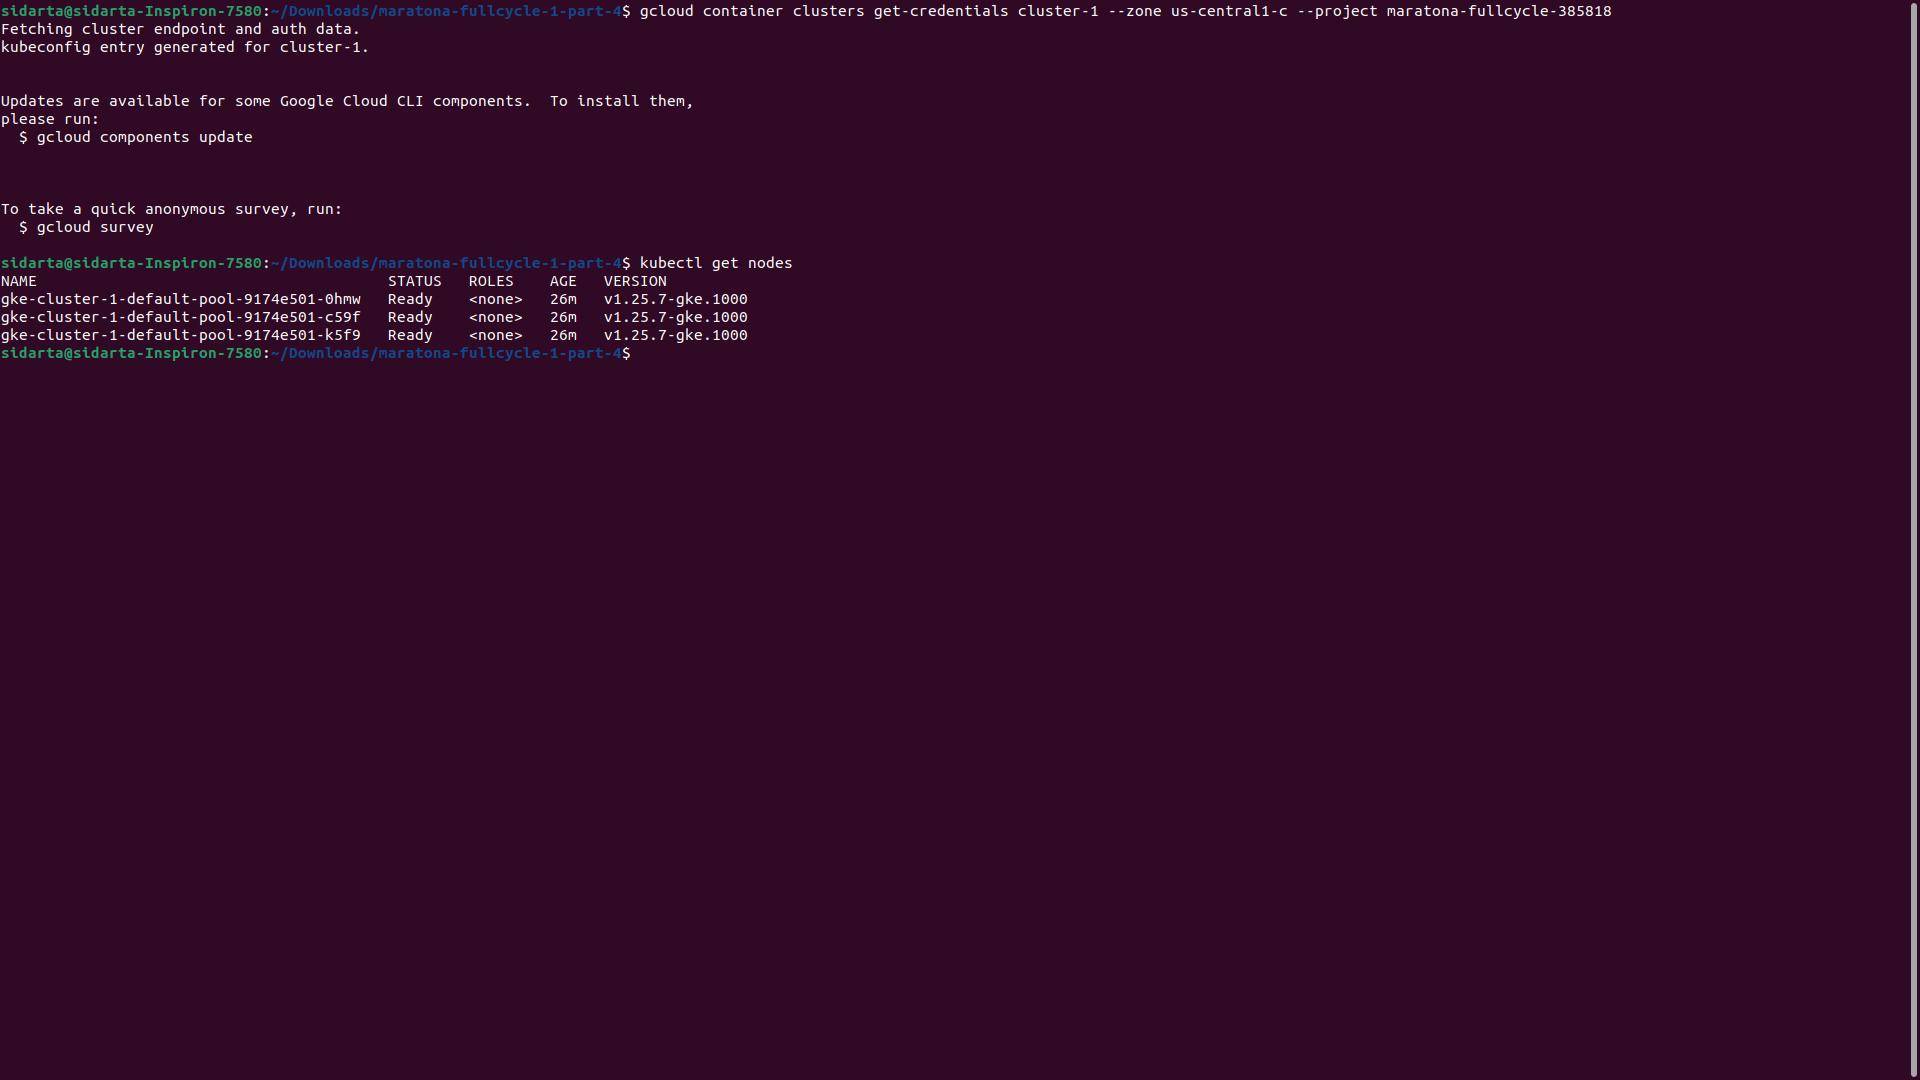 sidarta@sidarta-Inspiron-7580:~/Downloads/maratona-fullcycle-1-part-4$ gcloud container clusters get-credentials cluster-1 --zone us-central1-c --project maratona-fullcycle-385818
Fetching cluster endpoint and auth data.
kubeconfig entry generated for cluster-1.
Updates are available for some Google Cloud CLI components.  To install them,
please run:
  $ gcloud components update
To take a quick anonymous survey, run:
  $ gcloud survey
sidarta@sidarta-Inspiron-7580:~/Downloads/maratona-fullcycle-1-part-4$ kubectl get nodes
NAME                                       STATUS   ROLES    AGE   VERSION
gke-cluster-1-default-pool-9174e501-0hmw   Ready    <none>   26m   v1.25.7-gke.1000
gke-cluster-1-default-pool-9174e501-c59f   Ready    <none>   26m   v1.25.7-gke.1000
gke-cluster-1-default-pool-9174e501-k5f9   Ready    <none>   26m   v1.25.7-gke.1000
sidarta@sidarta-Inspiron-7580:~/Downloads/maratona-fullcycle-1-part-4$